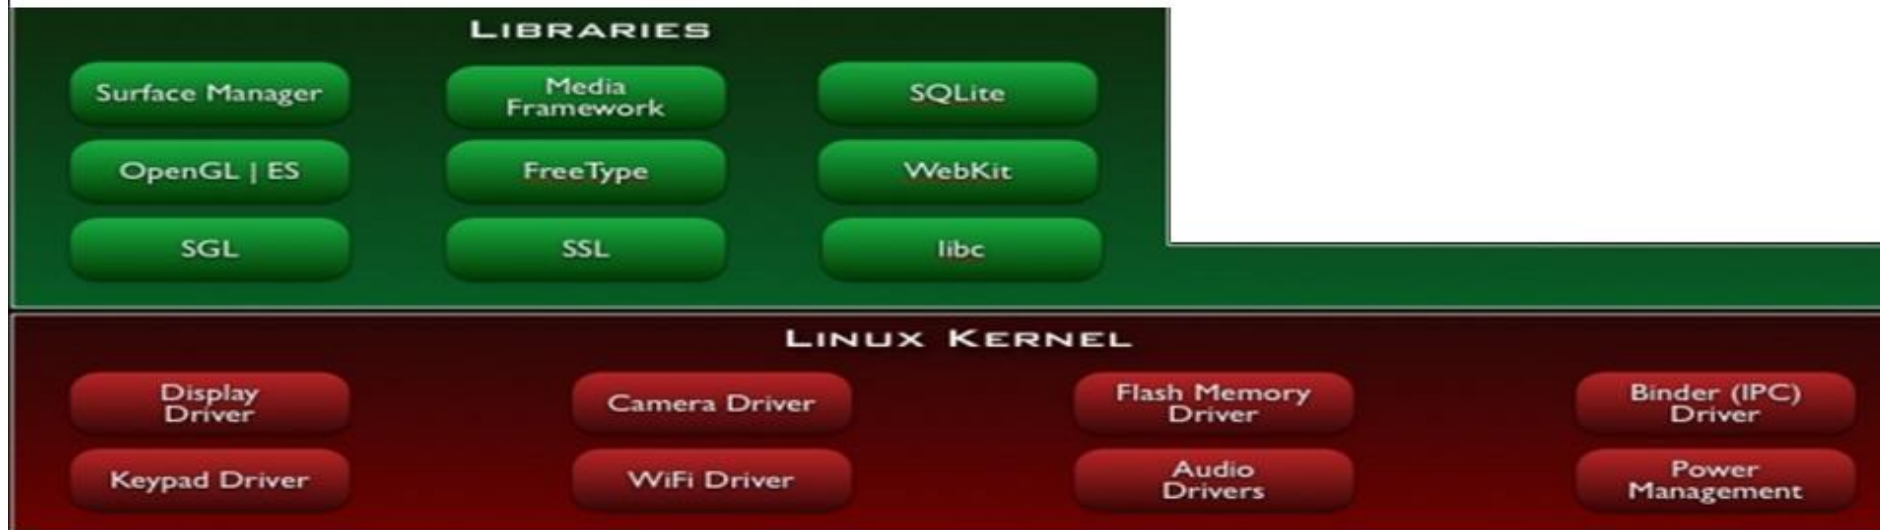 LIBRARIES
Surface Manager
Media
Framework
SQLite
OpenGL | ES
FreeType
WebKit
SGL
SSL
libc
LINUX KERNEL
Display
Driver
Camera Driver
Flash Memory
Driver
Binder (IPC)
Driver
Keypad Driver
WiFi Driver
Audio
Drivers
Power
Management